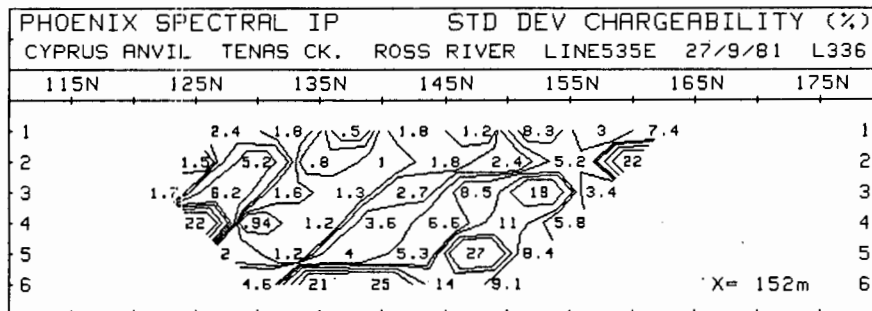 PHOENIX SPECTRAL IP STD DEV CHARGEABILITY (%)
CYPRUS ANVIL TENAS CK. ROSS RIVER LINE535E 27/9/81 L336
115N 125N 135N 145N 155N 165N 175N
1 2.4 1.8 .5 1.8 1.2 8.3 3 7.4 1
2 1.5 5.2 .8 1 1.8 2.4 5.2 22 2
3 1.7 6.2 1.6 1.3 2.7 8.5 18 3.4 3
4 22 .94 1.2 3.6 6.6 11 5.8 4
5 2 1.2 4 5.3 27 8.4 5
6 4.6 21 25 14 9.1 X= 152m 6